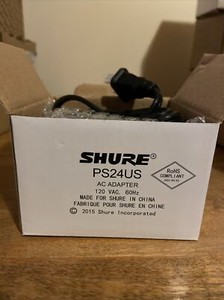 SHURE
PS24US
AC ADAPTER
120 VAC, 60Hz
MADE FOR SHURE IN CHINA
FABRIQUE POUR SHURE EN CHINE
© 2015 Shure Incorporated
RoHS
COMPLIANT